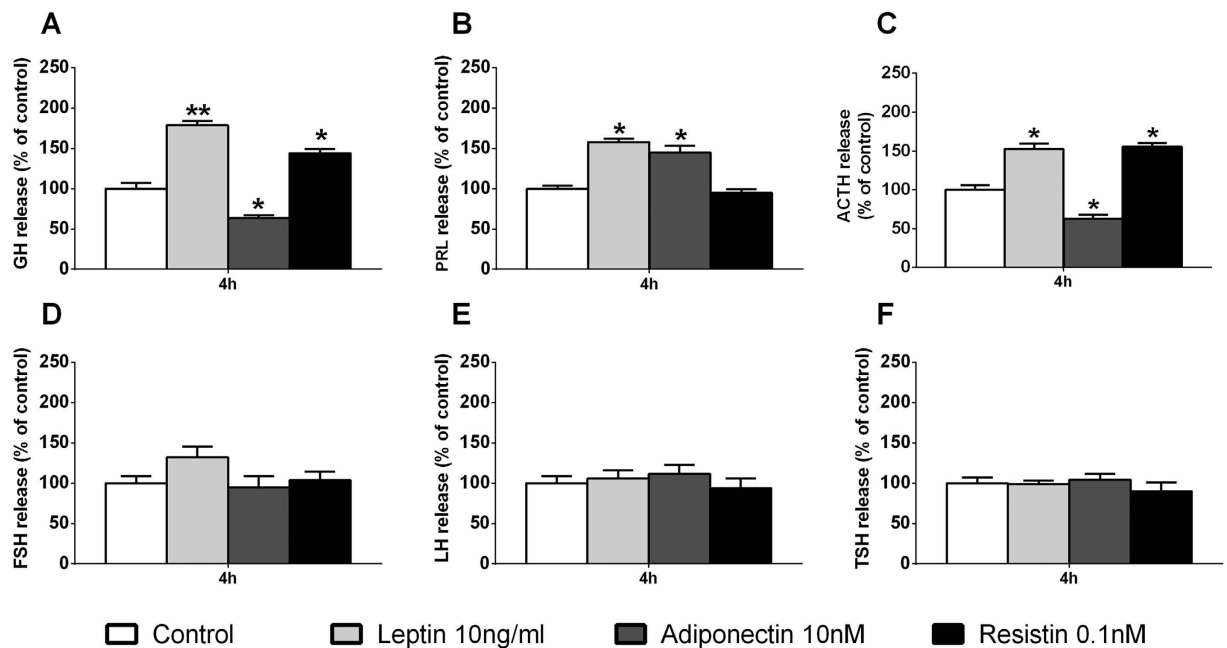 A
GH release (% of control)
250
200
150
100
50
0
**
*
*
4h
B
PRL release (% of control)
250
200
150
100
50
0
*
*
4h
C
ACTH release
(% of control)
250
200
150
100
50
0
*
*
*
4h
D
FSH release (% of control)
250
200
150
100
50
0
4h
E
LH release (% of control)
250
200
150
100
50
0
4h
F
TSH release (% of control)
250
200
150
100
50
0
4h
Control
Leptin 10ng/ml
Adiponectin 10nM
Resistin 0.1nM